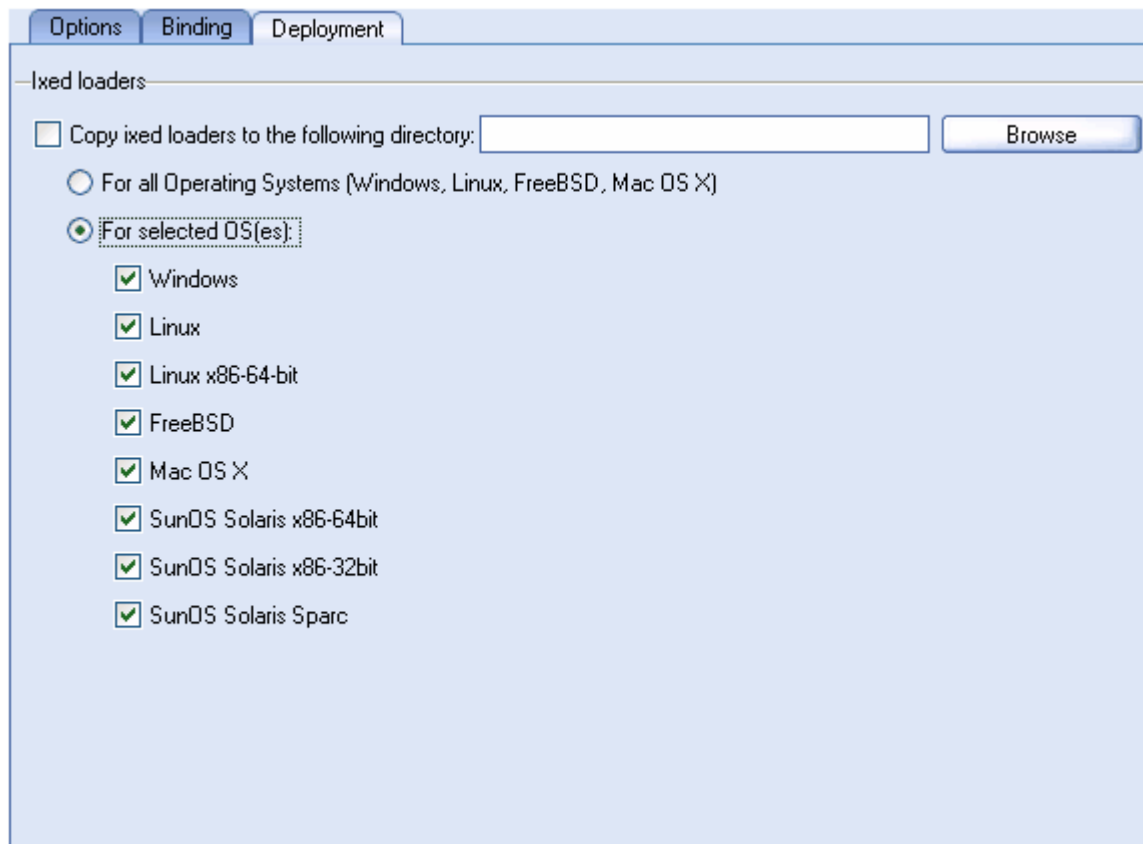 Options Binding Deployment
Ixed loaders
Copy ixed loaders to the following directory: Browse
For all Operating Systems (Windows, Linux, FreeBSD, Mac OS X)
For selected OS(es):
Windows
Linux
Linux x86-64-bit
FreeBSD
Mac OS X
SunOS Solaris x86-64bit
SunOS Solaris x86-32bit
SunOS Solaris Sparc